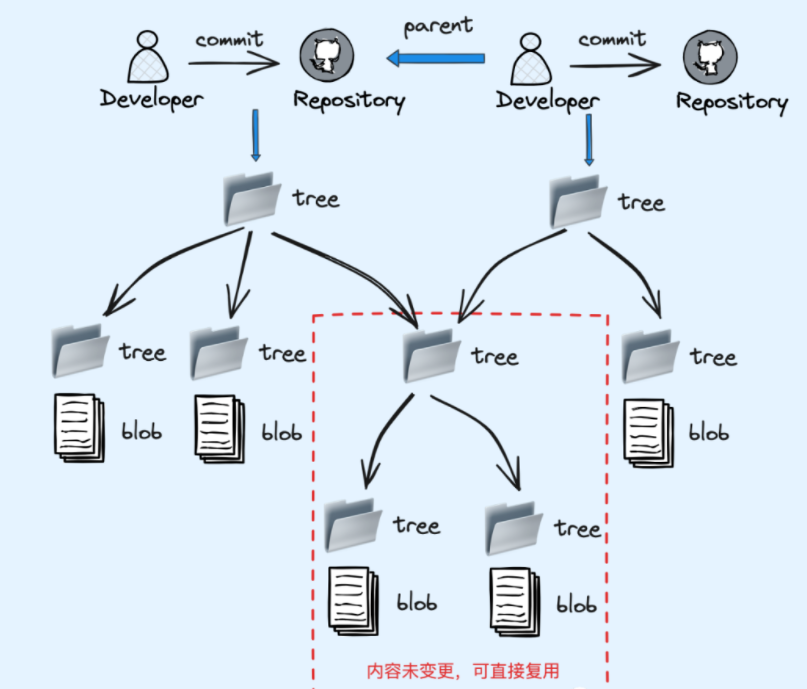 commit
parent
commit
Developer
Repository
Developer
Repository
tree
tree
tree
tree
tree
tree
blob
blob
blob
tree
tree
blob
blob
内容未变更，可直接复用